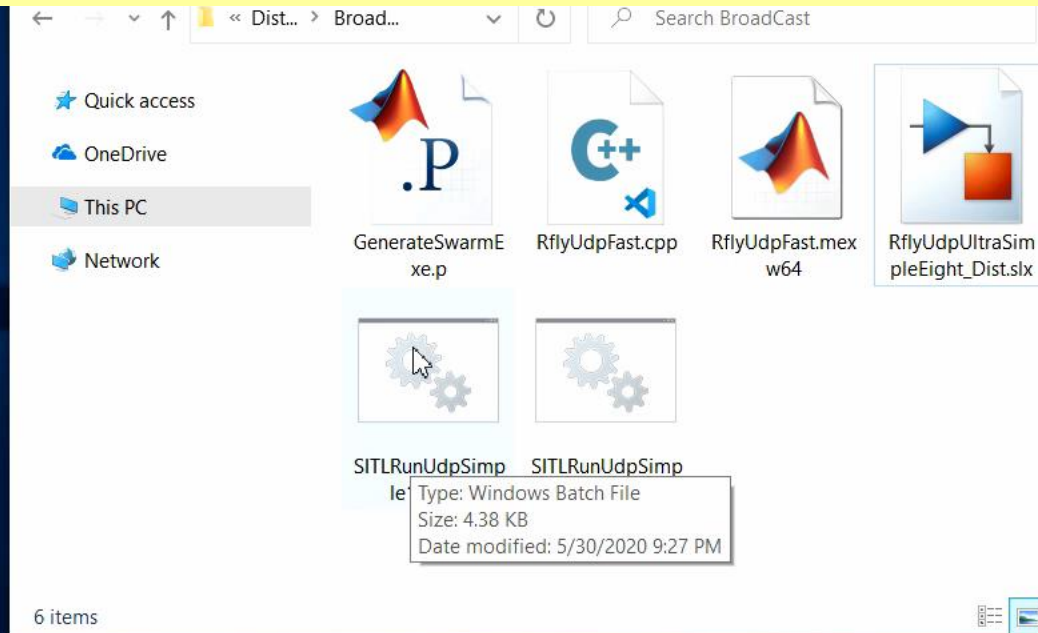 « Dist... > Broad...
Search BroadCast
Quick access
OneDrive
This PC
Network
.P
C++
GenerateSwarmE
xe.p
RflyUdpFast.cpp
RflyUdpFast.mex
w64
RflyUdpUltraSim
pleEight_Dist.slx
SITLRunUdpSimp
SITLRunUdpSimp
Type: Windows Batch File
Size: 4.38 KB
Date modified: 5/30/2020 9:27 PM
6 items